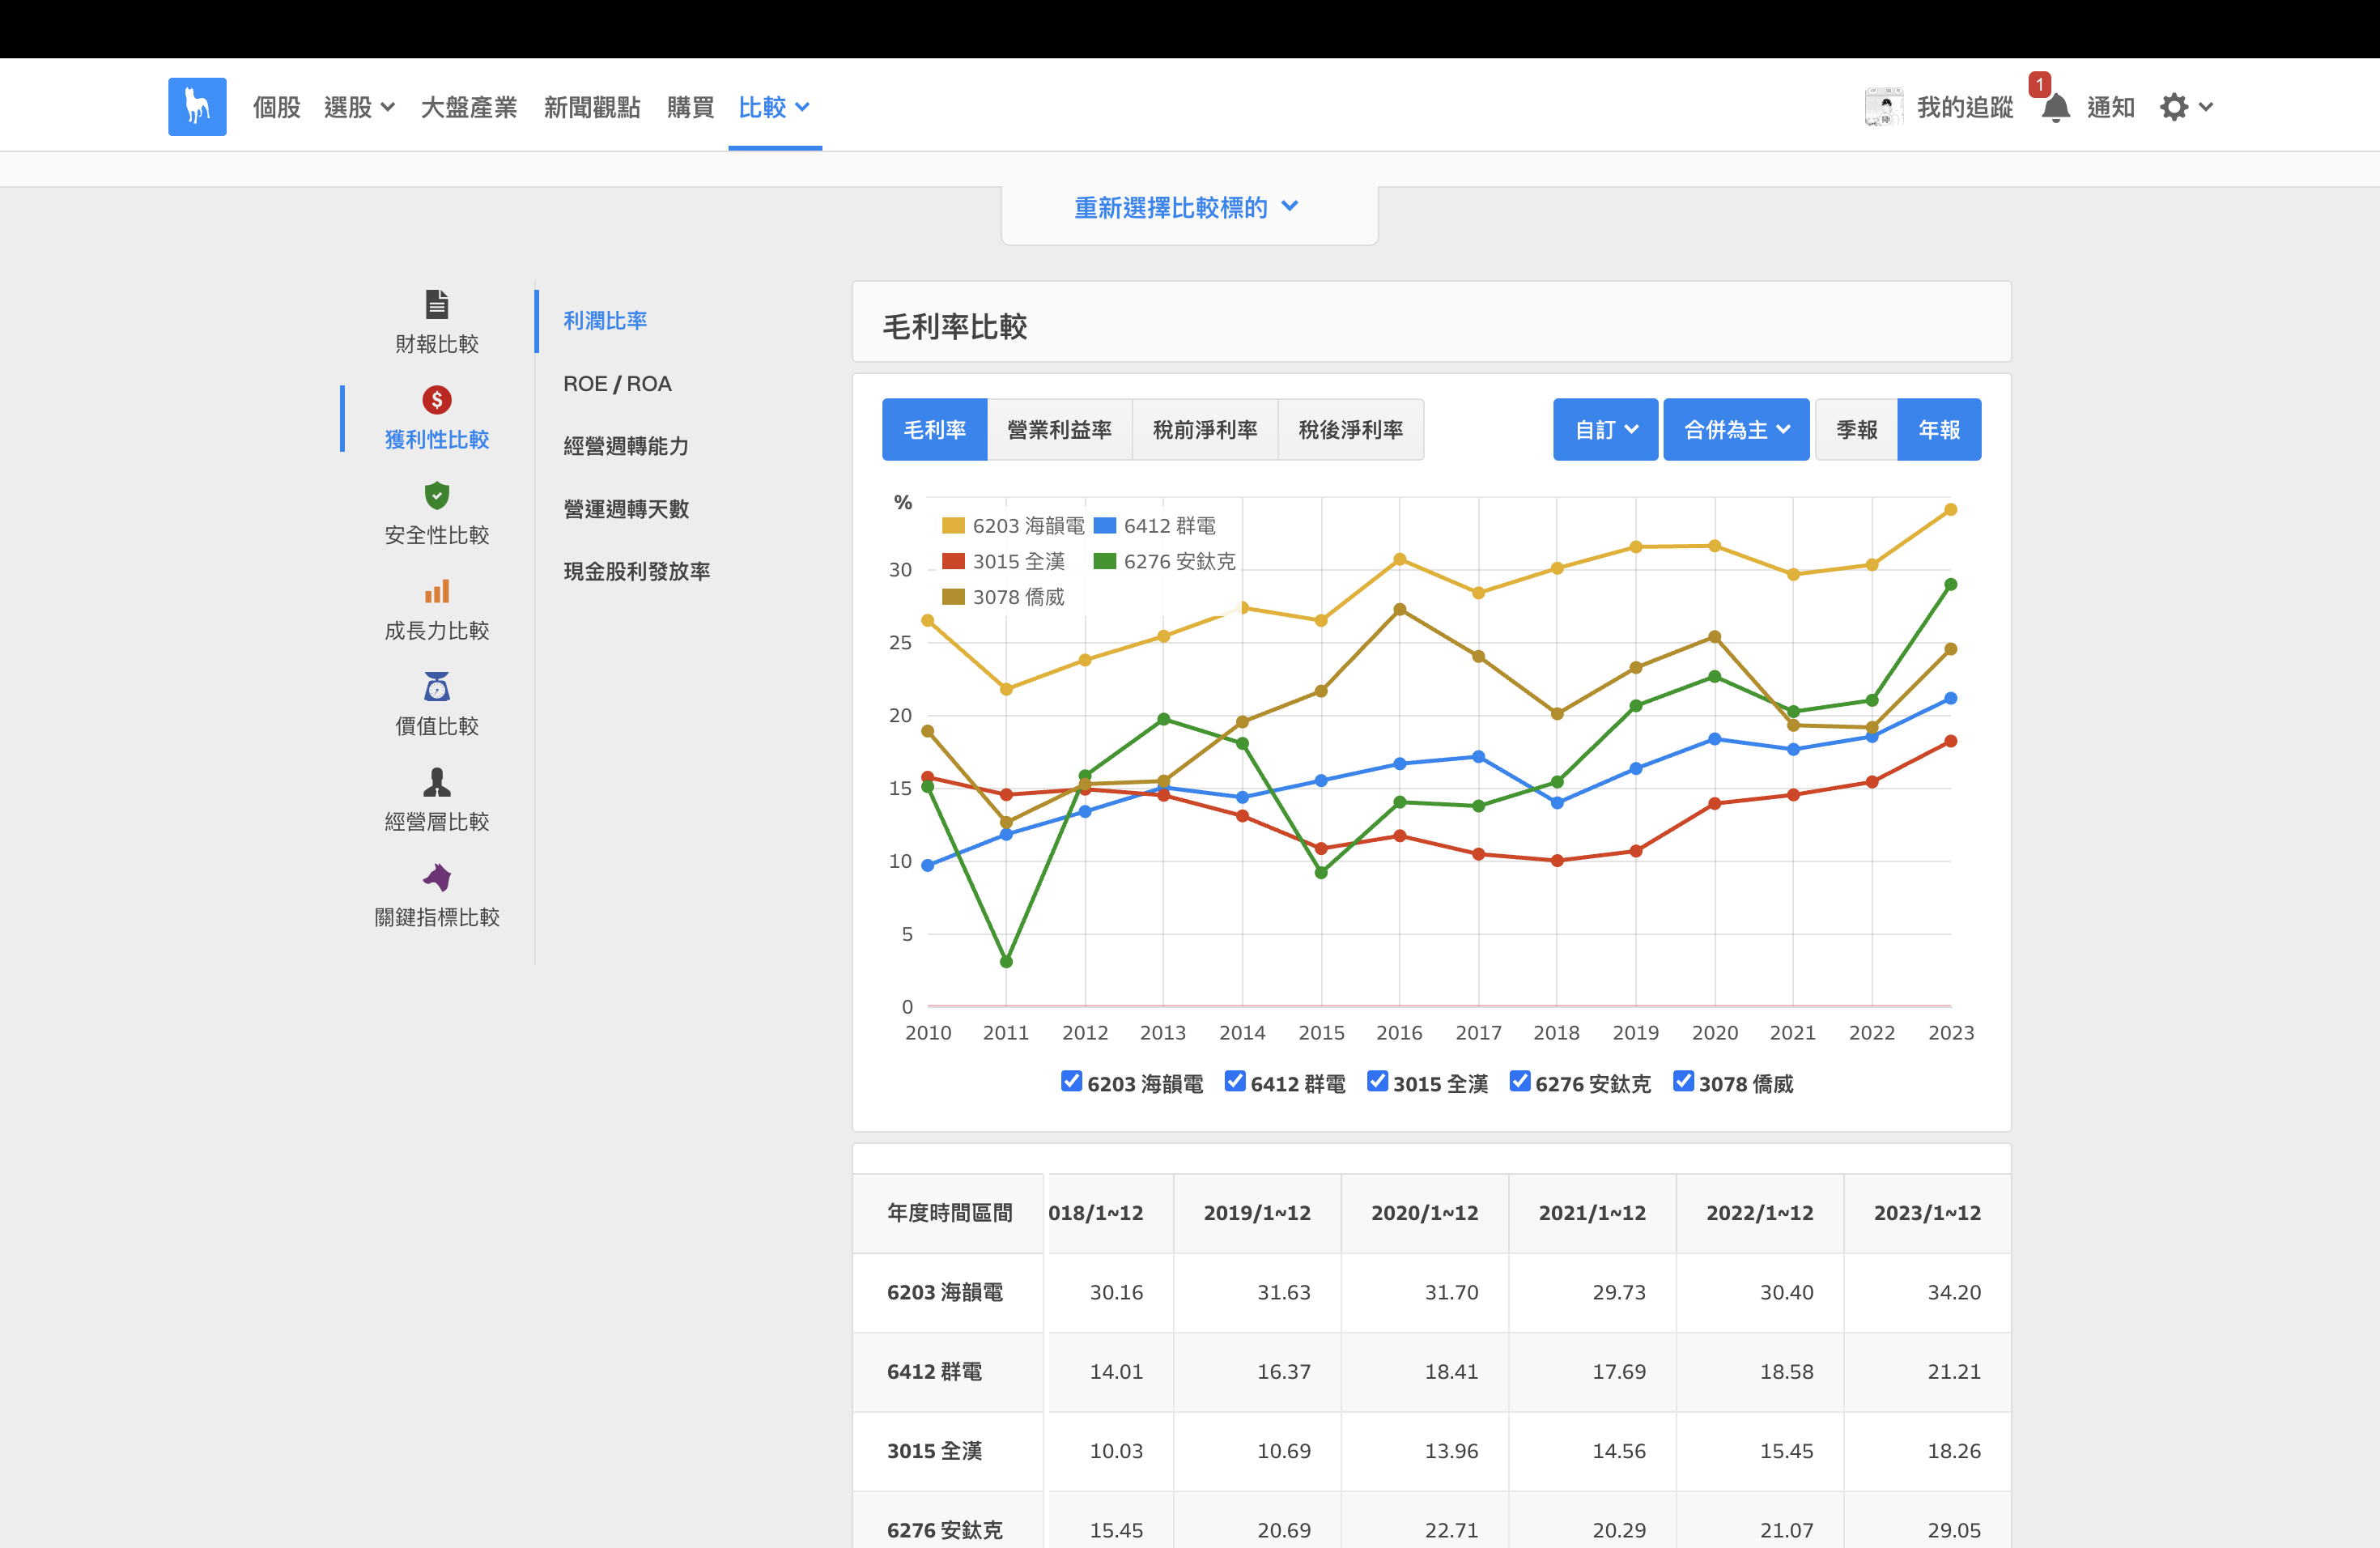 個股 選股 大盤產業 新聞觀點 購買 比較 我的追蹤 1 通知
重新選擇比較標的
財報比較
獲利性比較
安全性比較
成長力比較
價值比較
經營層比較
關鍵指標比較
利潤比率
ROE / ROA
經營週轉能力
營運週轉天數
現金股利發放率
毛利率比較
毛利率 營業利益率 稅前淨利率 稅後淨利率 自訂 合併為主 季報 年報
%
6203 海韻電 6412 群電
3015 全漢 6276 安鈦克
3078 僑威
30
25
20
15
10
5
0
2010 2011 2012 2013 2014 2015 2016 2017 2018 2019 2020 2021 2022 2023
6203 海韻電 6412 群電 3015 全漢 6276 安鈦克 3078 僑威
年度時間區間 018/1~12 2019/1~12 2020/1~12 2021/1~12 2022/1~12 2023/1~12
6203 海韻電 30.16 31.63 31.70 29.73 30.40 34.20
6412 群電 14.01 16.37 18.41 17.69 18.58 21.21
3015 全漢 10.03 10.69 13.96 14.56 15.45 18.26
6276 安鈦克 15.45 20.69 22.71 20.29 21.07 29.05